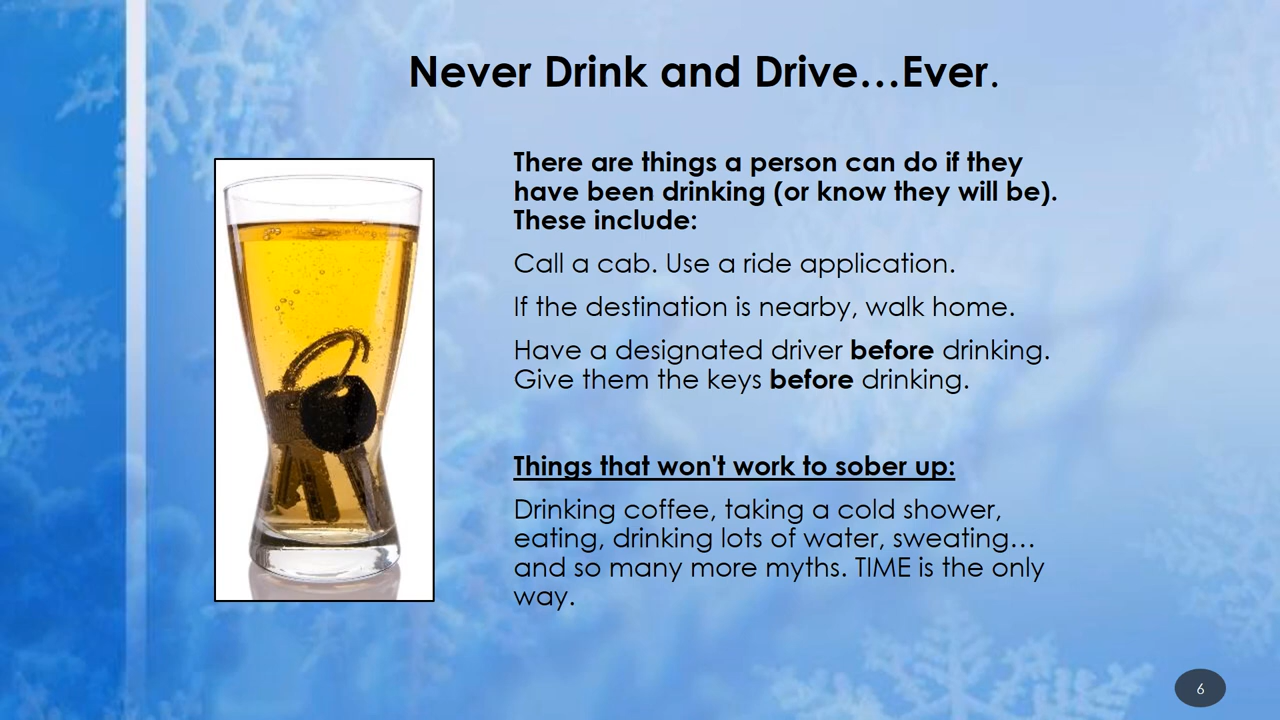 Never Drink and Drive…Ever.
There are things a person can do if they
have been drinking (or know they will be).
These include:
Call a cab. Use a ride application.
If the destination is nearby, walk home.
Have a designated driver before drinking.
Give them the keys before drinking.
Things that won't work to sober up:
Drinking coffee, taking a cold shower,
eating, drinking lots of water, sweating…
and so many more myths. TIME is the only
way.
6